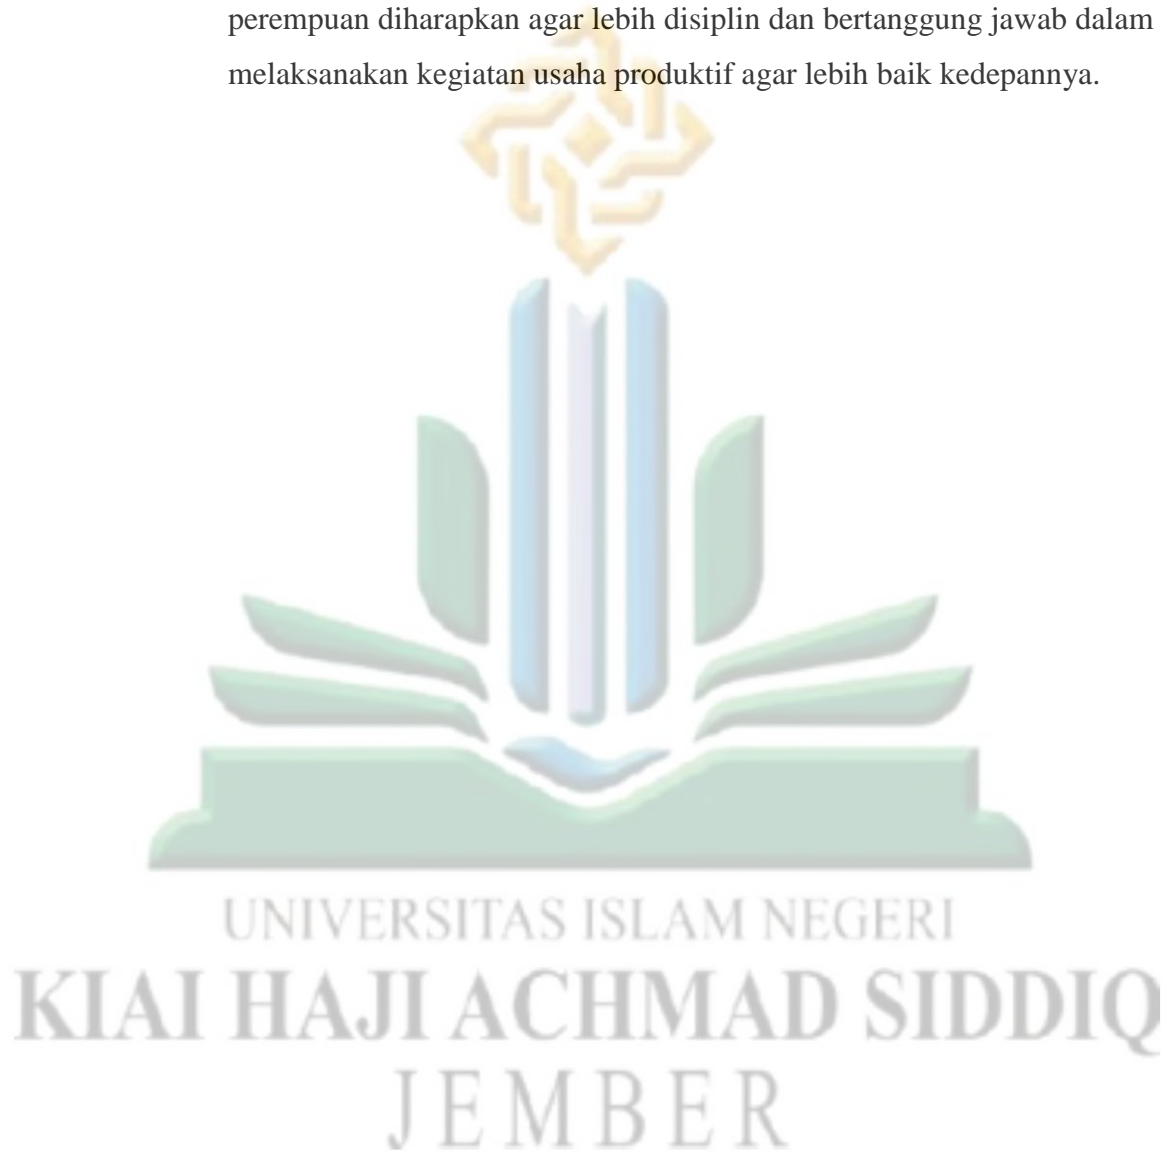 perempuan diharapkan agar lebih disiplin dan bertanggung jawab dalam
melaksanakan kegiatan usaha produktif agar lebih baik kedepannya.
UNIVERSITAS ISLAM NEGERI
KIAI HAJI ACHMAD SIDDIQ
JEMBER